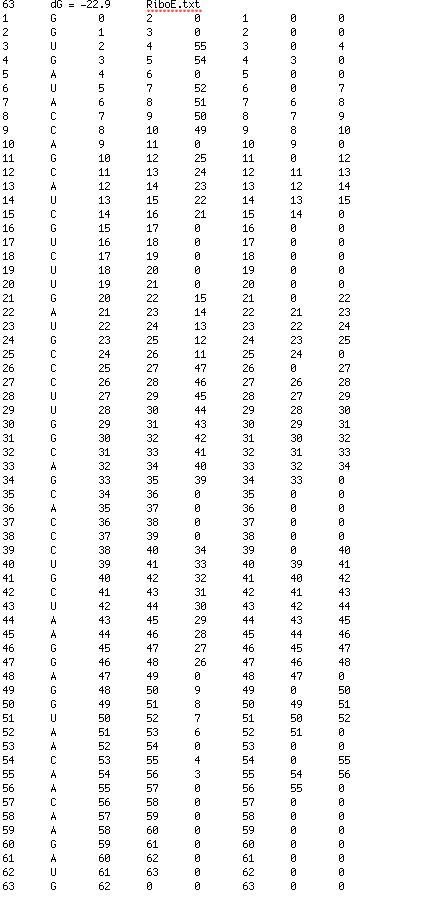 63 dG = -22.9 RiboE.txt
1 G 0 2 0 1 0 0
2 G 1 3 0 2 0 0
3 U 2 4 55 3 0 4
4 G 3 5 54 4 3 0
5 A 4 6 0 5 0 0
6 U 5 7 52 6 0 7
7 A 6 8 51 7 6 8
8 C 7 9 50 8 7 9
9 C 8 10 49 9 8 10
10 A 9 11 0 10 9 0
11 G 10 12 25 11 0 12
12 C 11 13 24 12 11 13
13 A 12 14 23 13 12 14
14 U 13 15 22 14 13 15
15 C 14 16 21 15 14 0
16 G 15 17 0 16 0 0
17 U 16 18 0 17 0 0
18 C 17 19 0 18 0 0
19 U 18 20 0 19 0 0
20 U 19 21 0 20 0 0
21 G 20 22 15 21 0 22
22 A 21 23 14 22 21 23
23 U 22 24 13 23 22 24
24 G 23 25 12 24 23 25
25 C 24 26 11 25 24 0
26 C 25 27 47 26 0 27
27 C 26 28 46 27 26 28
28 U 27 29 45 28 27 29
29 U 28 30 44 29 28 30
30 G 29 31 43 30 29 31
31 G 30 32 42 31 30 32
32 C 31 33 41 32 31 33
33 A 32 34 40 33 32 34
34 G 33 35 39 34 33 0
35 C 34 36 0 35 0 0
36 A 35 37 0 36 0 0
37 C 36 38 0 37 0 0
38 C 37 39 0 38 0 0
39 C 38 40 34 39 0 40
40 U 39 41 33 40 39 41
41 G 40 42 32 41 40 42
42 C 41 43 31 42 41 43
43 U 42 44 30 43 42 44
44 A 43 45 29 44 43 45
45 A 44 46 28 45 44 46
46 G 45 47 27 46 45 47
47 G 46 48 26 47 46 48
48 A 47 49 0 48 47 0
49 G 48 50 9 49 0 50
50 G 49 51 8 50 49 51
51 U 50 52 7 51 50 52
52 A 51 53 6 52 51 0
53 A 52 54 0 53 0 0
54 C 53 55 4 54 0 55
55 A 54 56 3 55 54 56
56 A 55 57 0 56 55 0
57 C 56 58 0 57 0 0
58 A 57 59 0 58 0 0
59 A 58 60 0 59 0 0
60 G 59 61 0 60 0 0
61 A 60 62 0 61 0 0
62 U 61 63 0 62 0 0
63 G 62 0 0 63 0 0